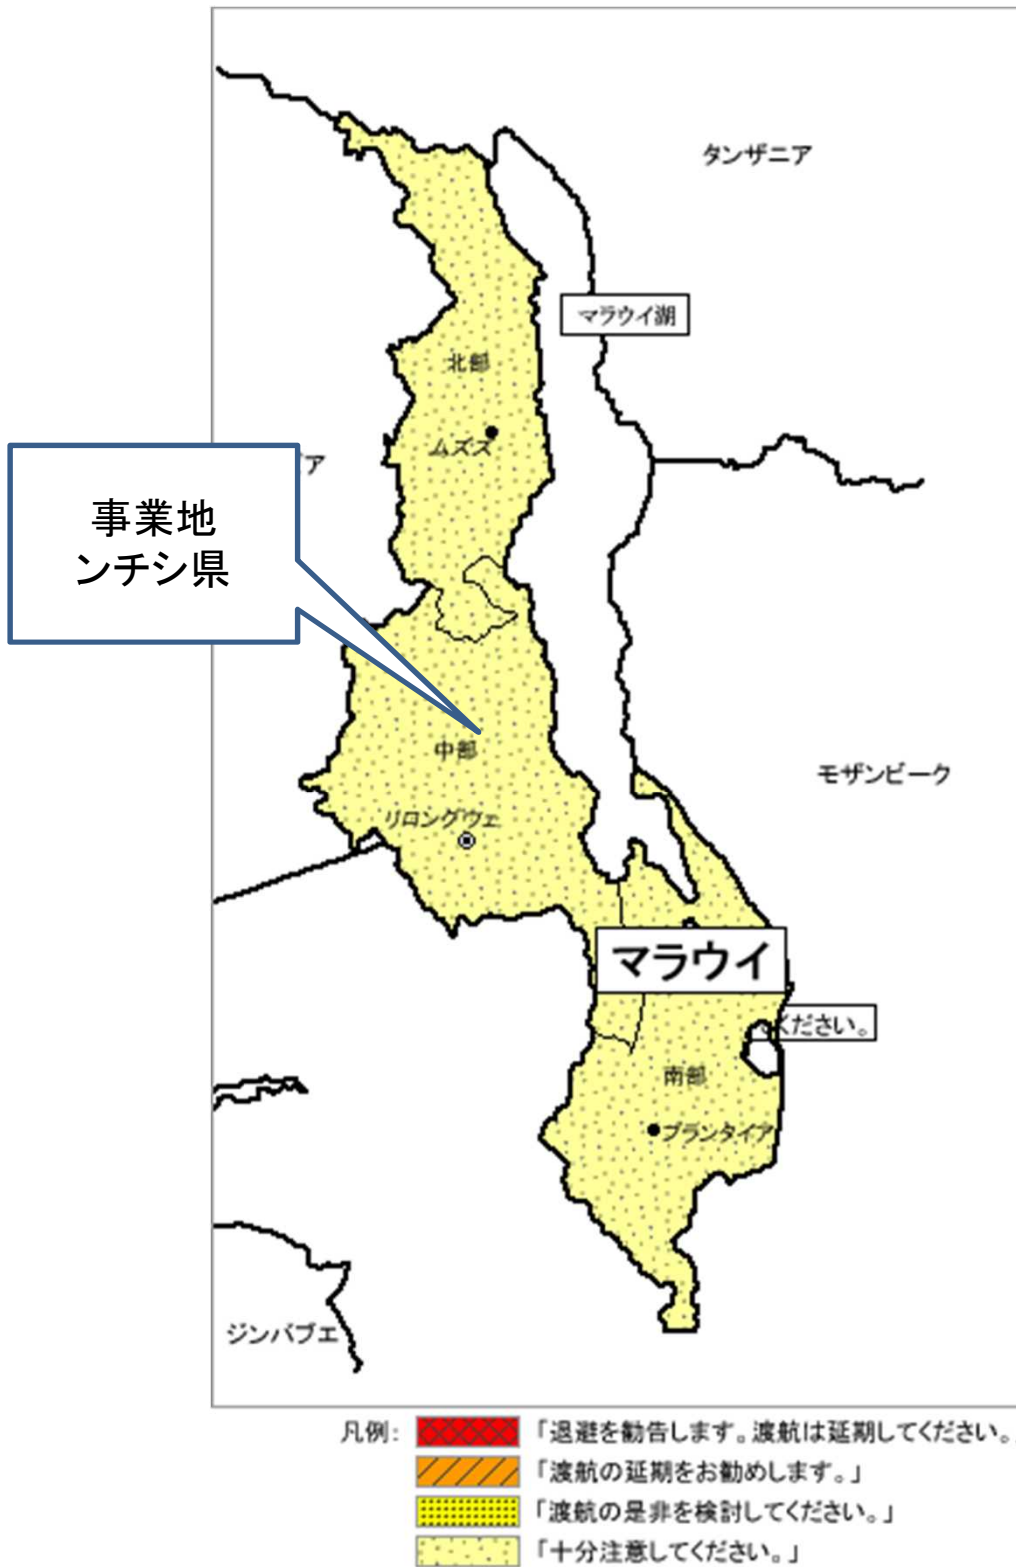 タンザニア
マラウイ湖
北部
ムズズ
ア
事業地
ンチシ県
中部
モザンビーク
リロングウェ
マラウイ
ください。
南部
ブランタイア
ジンバブエ
凡例:
「退避を勧告します。渡航は延期してください。
「渡航の延期をお勧めします。」
「渡航の是非を検討してください。」
「十分注意してください。」